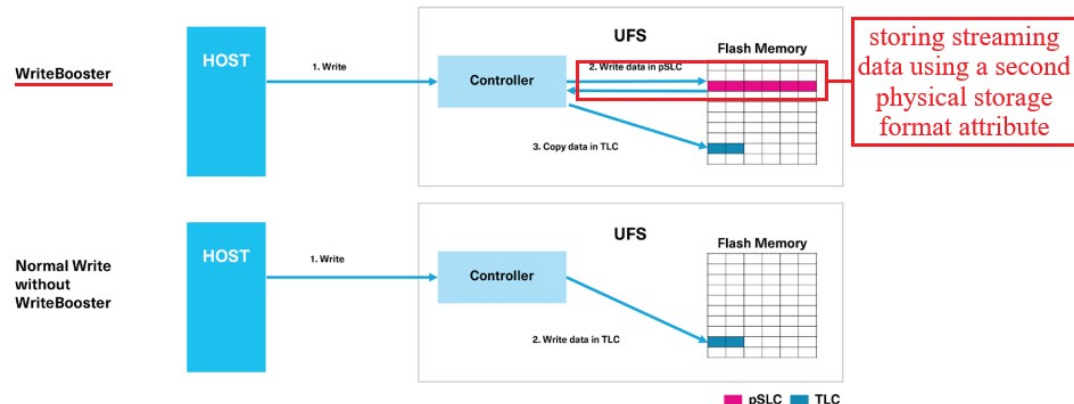 WriteBooster
HOST
1. Write
UFS
Controller
2. Write data in pSLC
Flash Memory
3. Copy data in TLC
storing streaming
data using a second
physical storage
format attribute
Normal Write
without
WriteBooster
HOST
1. Write
UFS
Controller
Flash Memory
2. Write data in TLC
pSLC
TLC